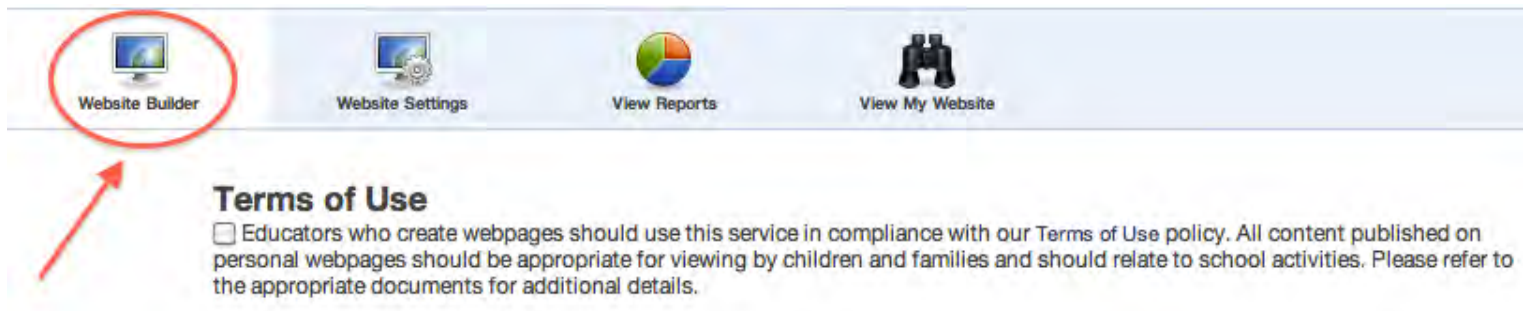 Website Builder Website Settings View Reports View My Website
Terms of Use
Educators who create webpages should use this service in compliance with our Terms of Use policy. All content published on
personal webpages should be appropriate for viewing by children and families and should relate to school activities. Please refer to
the appropriate documents for additional details.